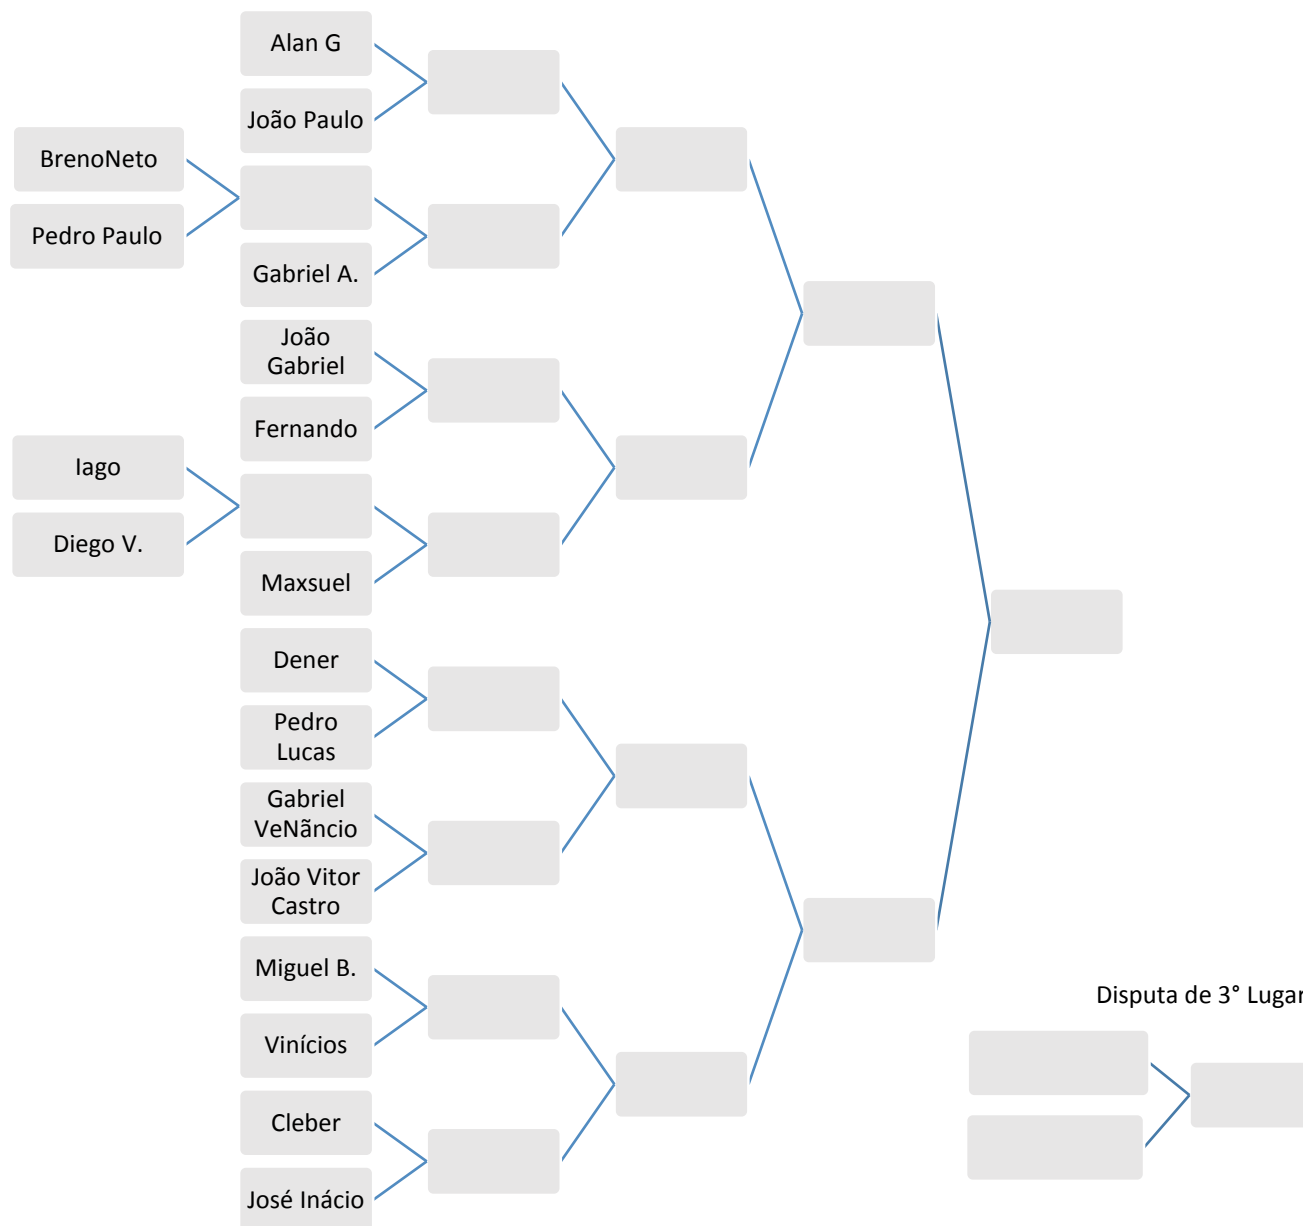 Alan G
João Paulo
BrenoNeto
Pedro Paulo
Gabriel A.
João
Gabriel
Fernando
Iago
Diego V.
Maxsuel
Dener
Pedro
Lucas
Gabriel
VeNãncio
João Vitor
Castro
Miguel B.
Vinícios
Cleber
José Inácio
Disputa de 3° Lugar